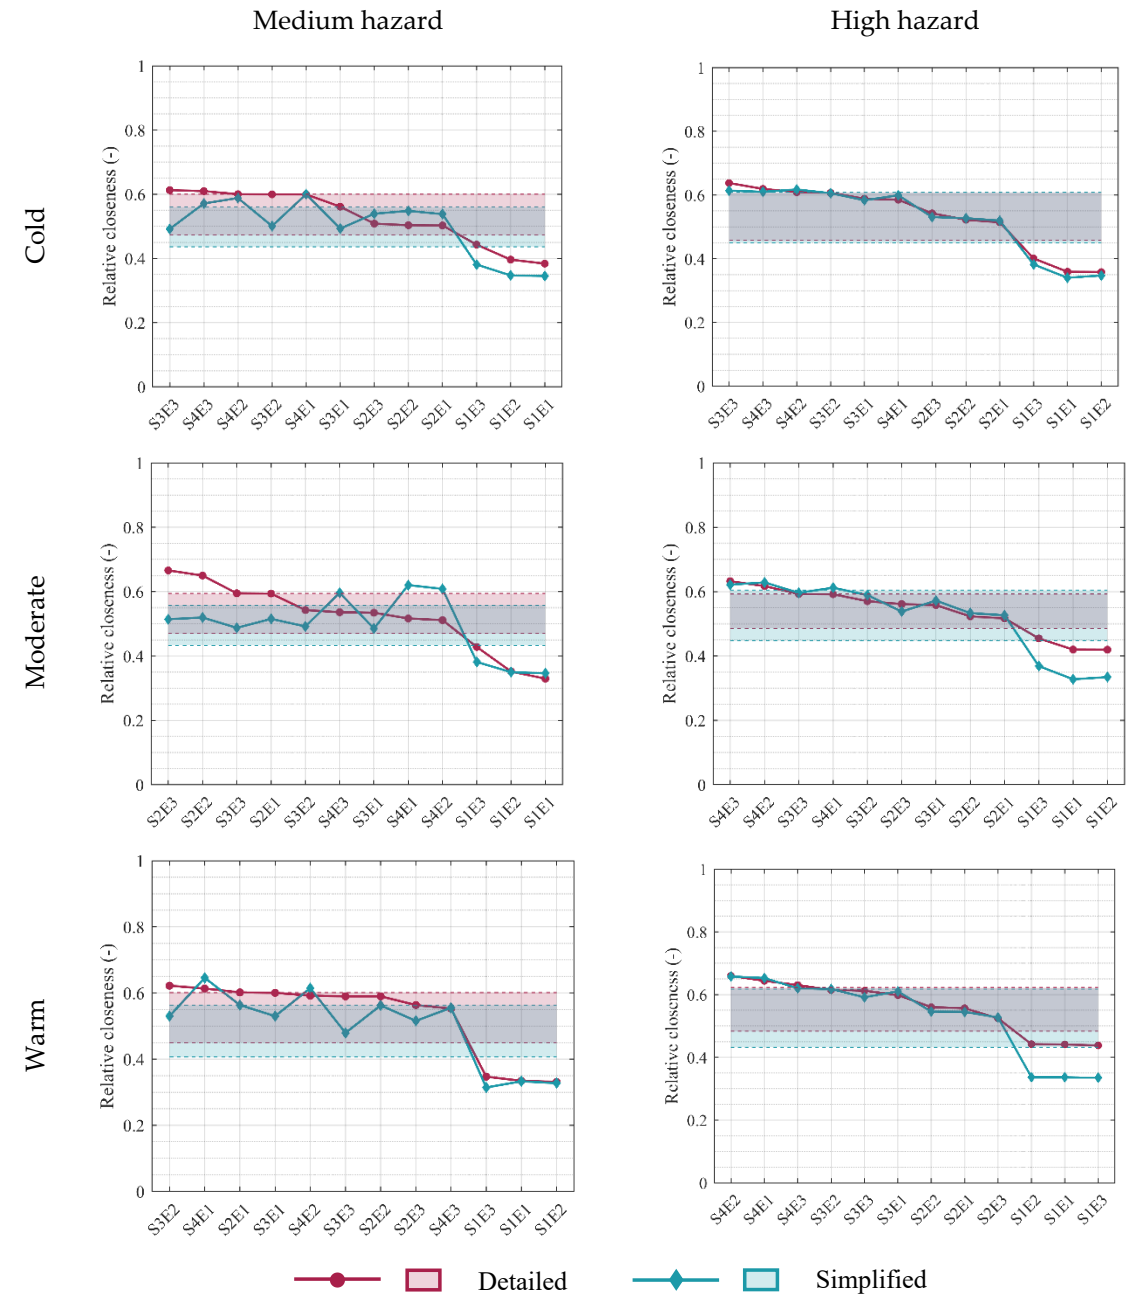 Medium hazard
High hazard
Cold
Relative closeness (-)
1
0.8
0.6
0.4
0.2
0
S3E3 S4E3 S4E2 S3E2 S4E1 S3E1 S2E3 S2E2 S2E1 S1E3 S1E2 S1E1
Relative closeness (-)
1
0.8
0.6
0.4
0.2
0
S3E3 S4E3 S4E2 S3E2 S3E1 S4E1 S2E3 S2E2 S2E1 S1E3 S1E1 S1E2
Moderate
Relative closeness (-)
1
0.8
0.6
0.4
0.2
0
S2E3 S2E2 S3E3 S2E1 S3E2 S4E3 S3E1 S4E1 S4E2 S1E3 S1E2 S1E1
Relative closeness (-)
1
0.8
0.6
0.4
0.2
0
S4E3 S4E2 S3E3 S4E1 S3E2 S2E3 S3E1 S2E2 S2E1 S1E3 S1E1 S1E2
Warm
Relative closeness (-)
1
0.8
0.6
0.4
0.2
0
S3E2 S4E1 S2E1 S3E1 S4E2 S3E3 S2E2 S2E3 S4E3 S1E3 S1E1 S1E2
Relative closeness (-)
1
0.8
0.6
0.4
0.2
0
S4E2 S4E1 S4E3 S3E2 S3E3 S3E1 S2E2 S2E1 S2E3 S1E2 S1E1 S1E3
Detailed
Simplified